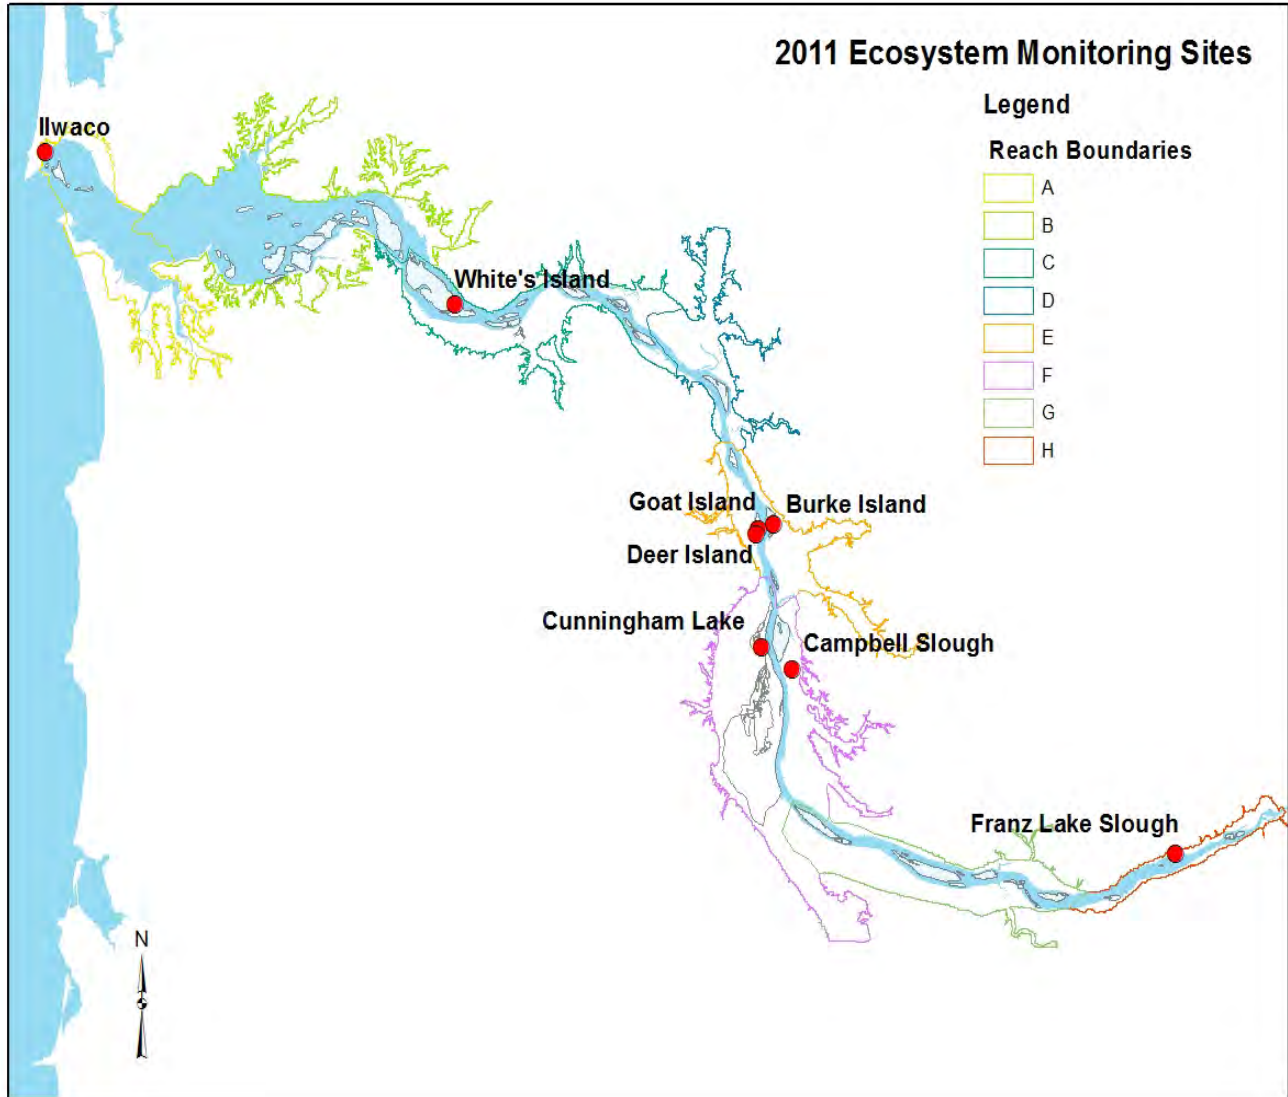 2011 Ecosystem Monitoring Sites
Legend
Reach Boundaries
A
B
C
D
E
F
G
H
Ilwaco
White's Island
Goat Island
Burke Island
Deer Island
Cunningham Lake
Campbell Slough
Franz Lake Slough
N